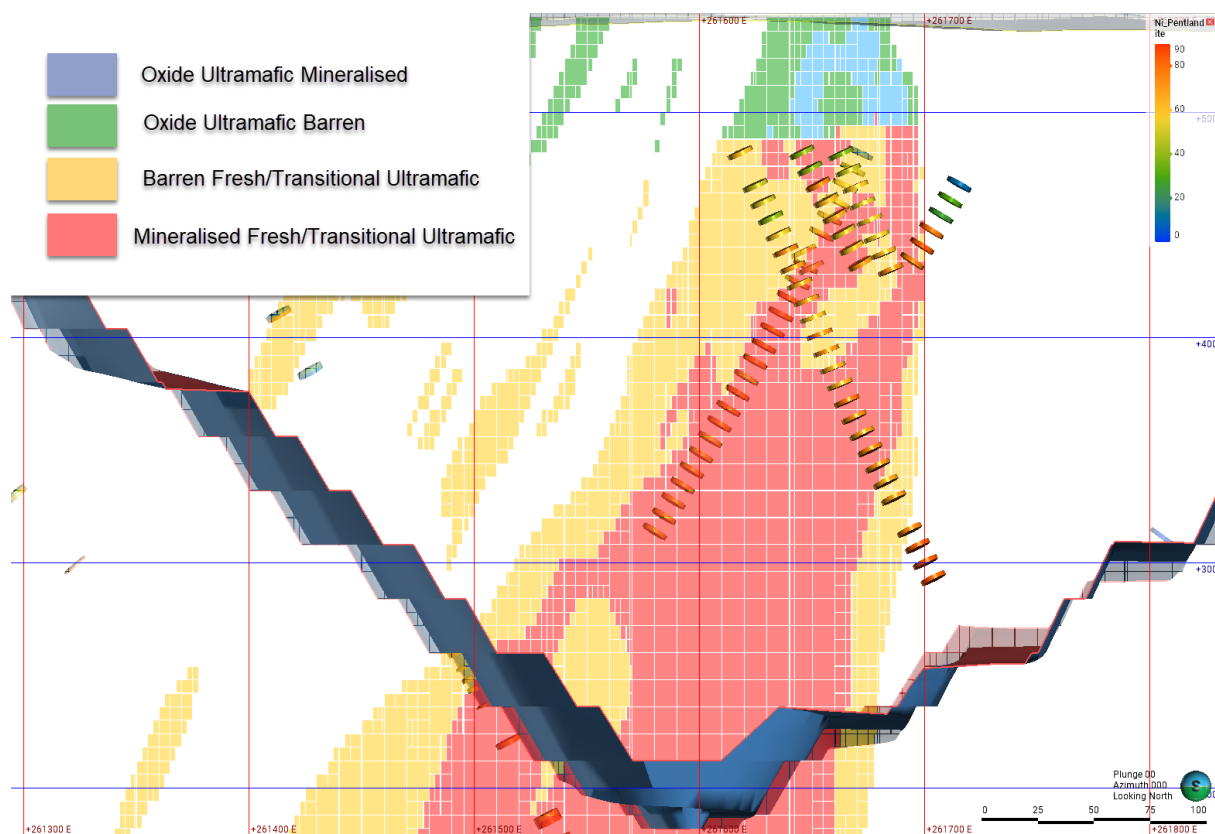 +261600 E
+261700 E
Oxide Ultramafic Mineralised
Oxide Ultramafic Barren
Barren Fresh/Transitional Ultramafic
Mineralised Fresh/Transitional Ultramafic
Ni_Pentland
ite
90
80
60
40
20
0
+500
+400
+300
Plunge 00
Azimuth 000
Looking North
0
25
50
75
100
S
+261300 E
+261400 E
+261500 E
+261600 E
+261700 E
+261800 E